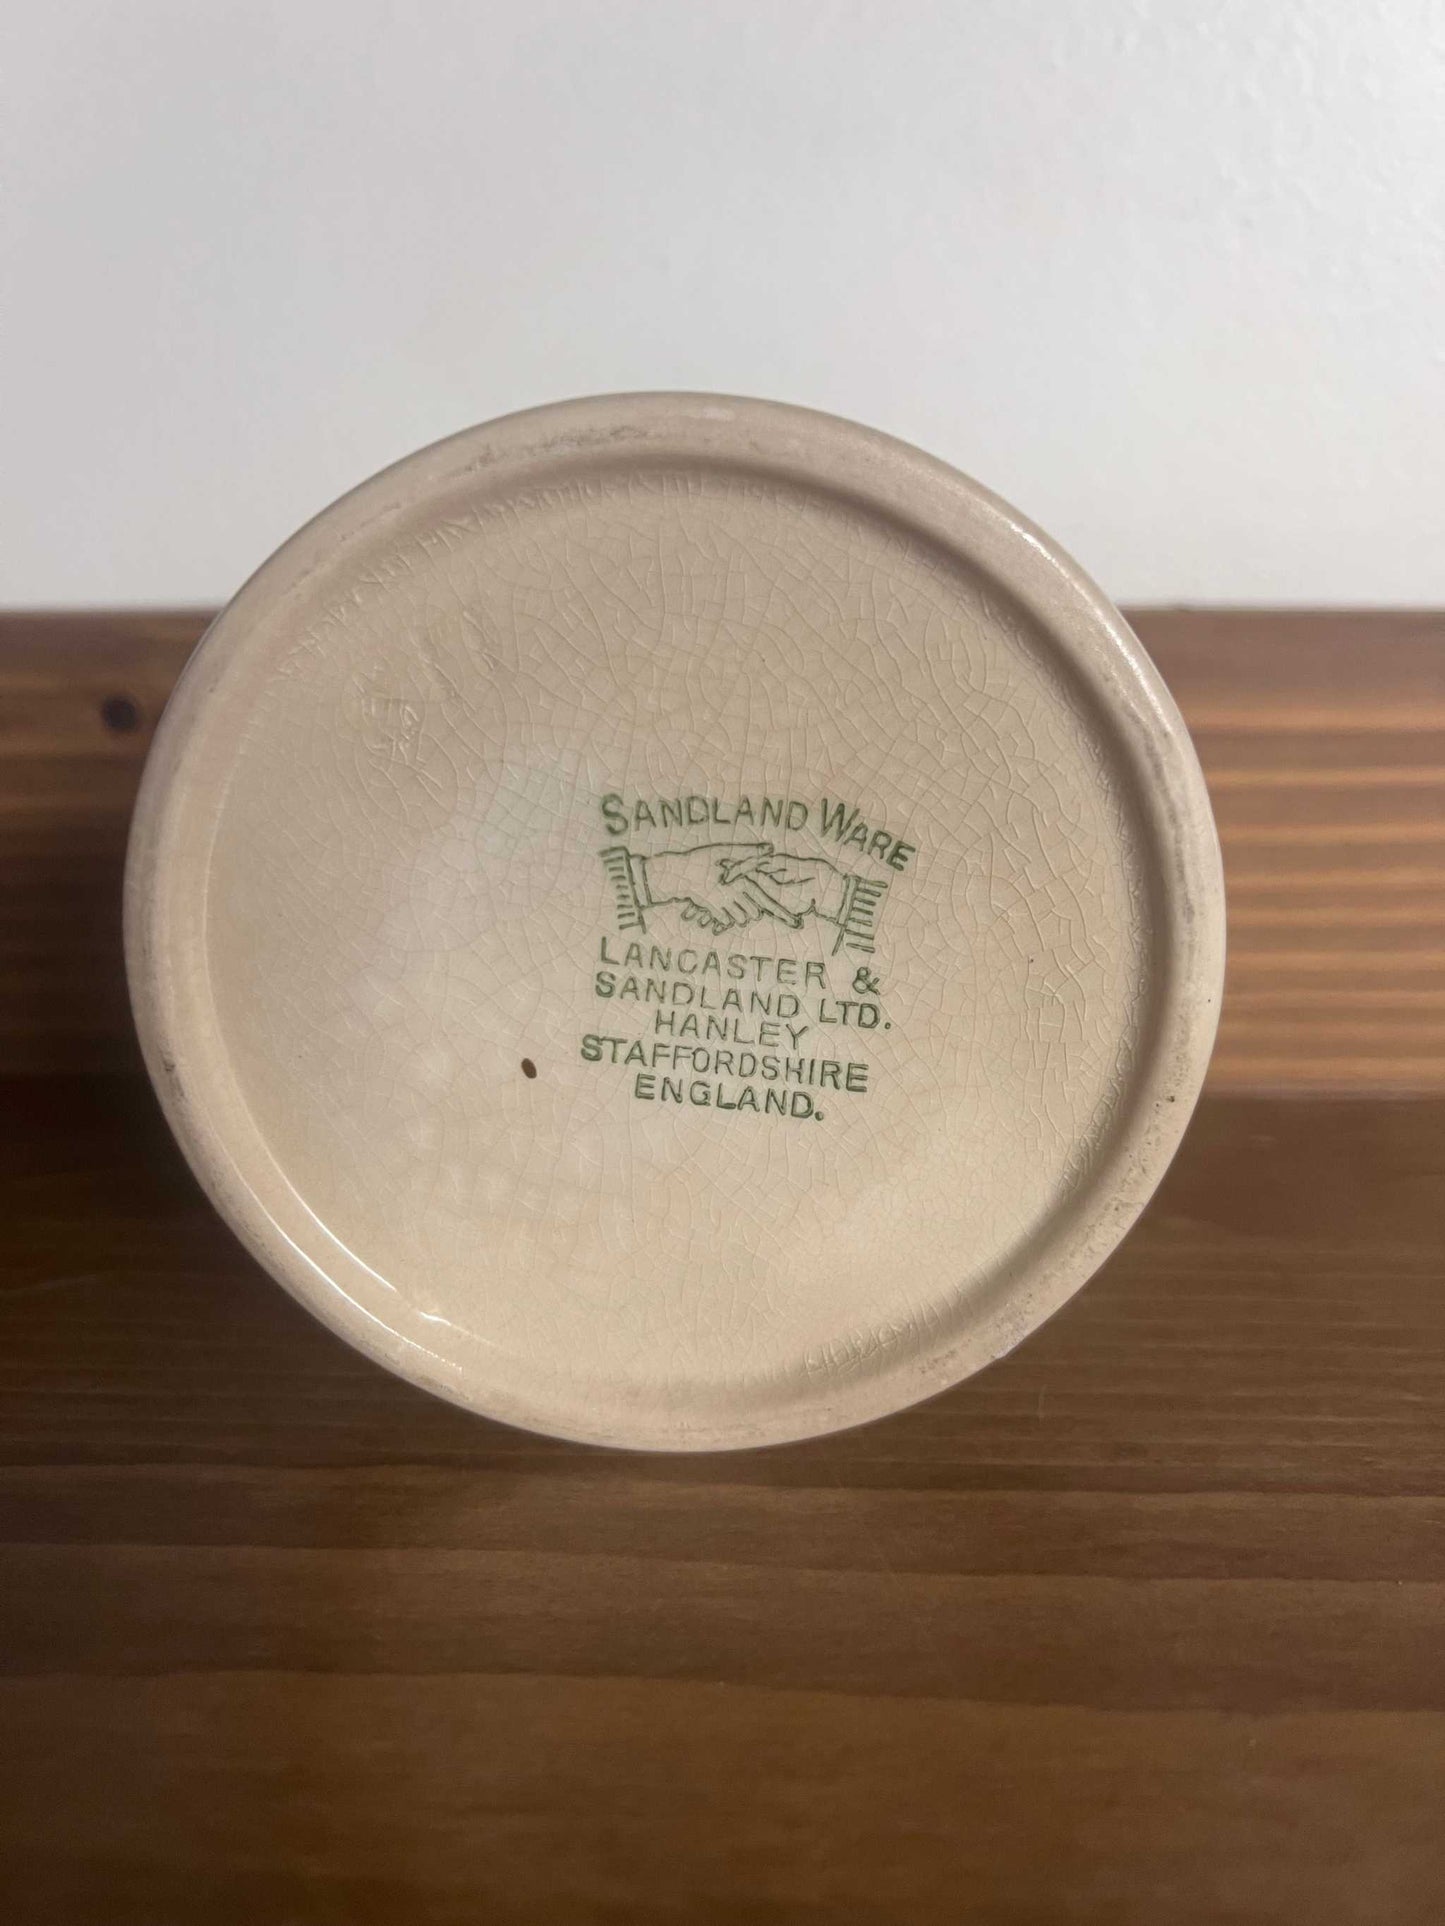 SANDLAND WARE
LANCASTER &
SANDLAND LTD.
HANLEY
STAFFORDSHIRE
ENGLAND.